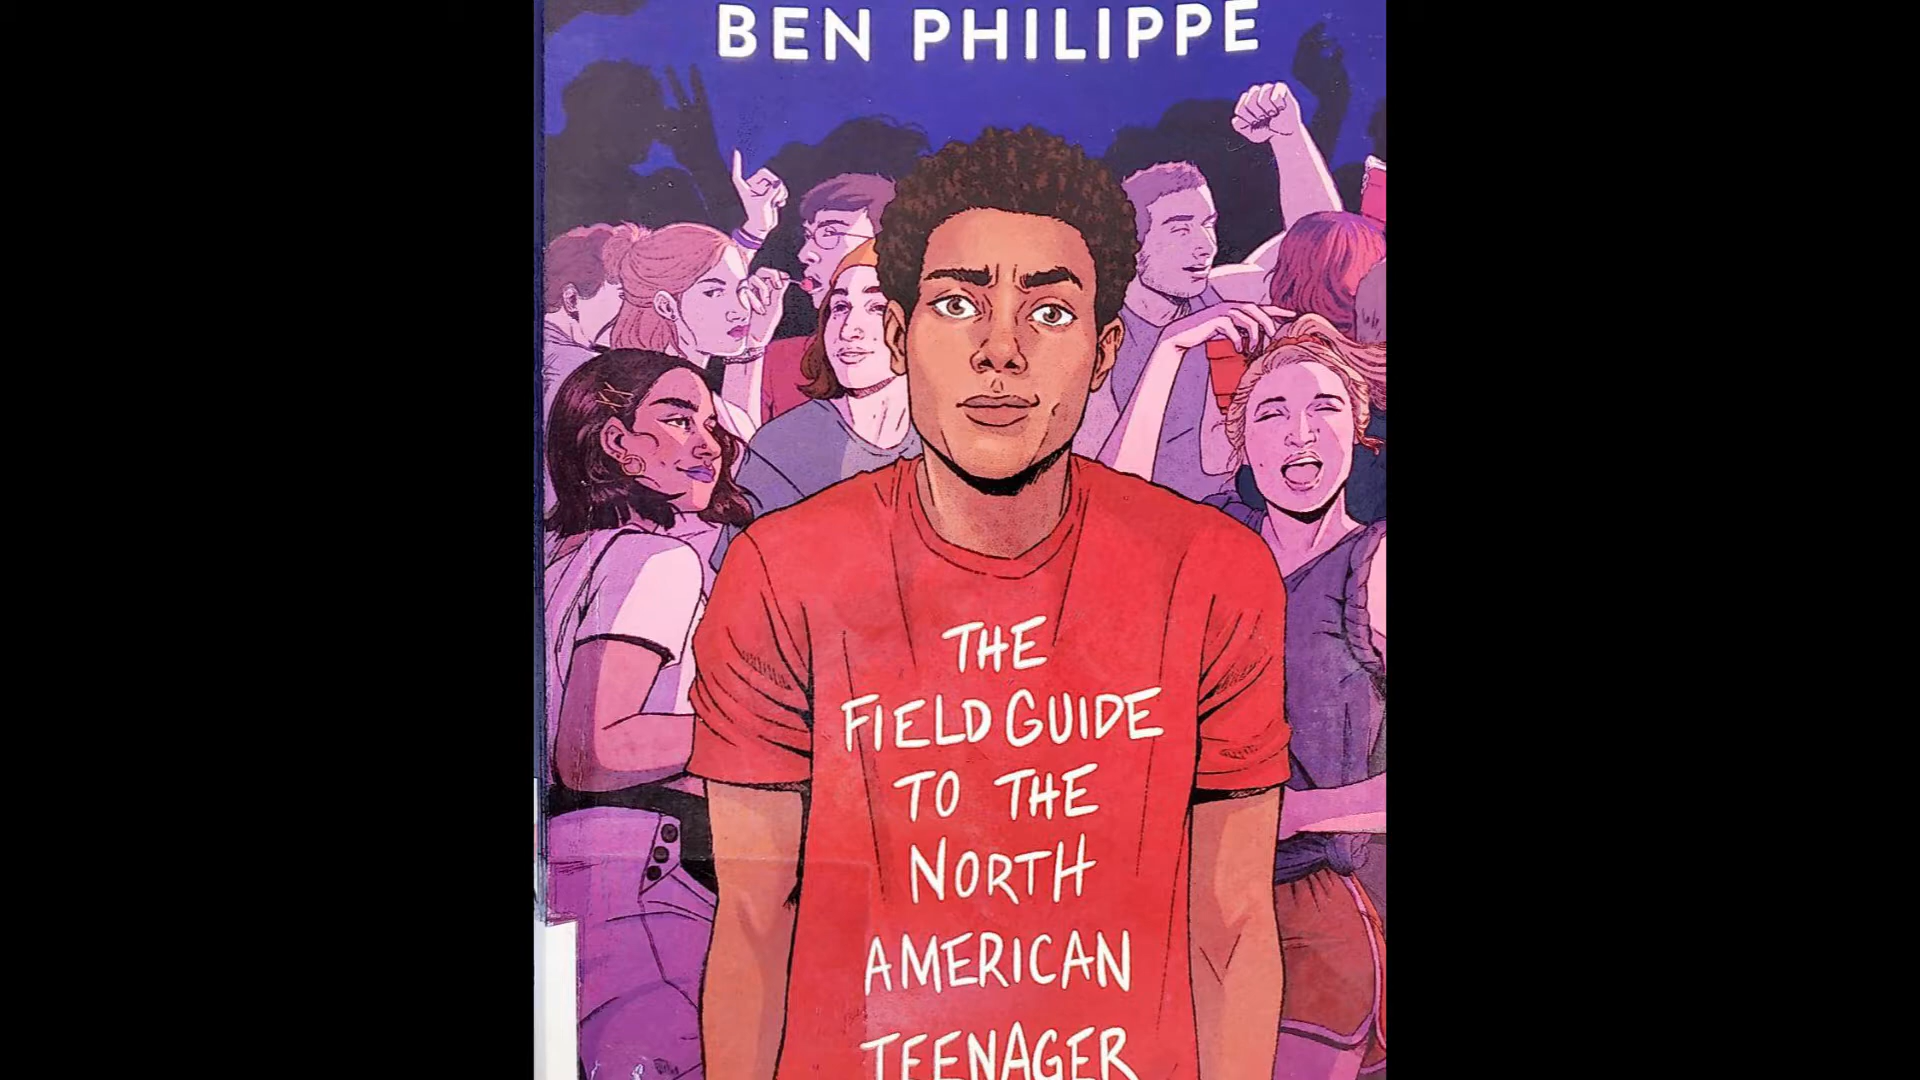 BEN PHILIPPE
THE
FIELD GUIDE
TO THE
NORTH
AMERICAN
TEENAGER